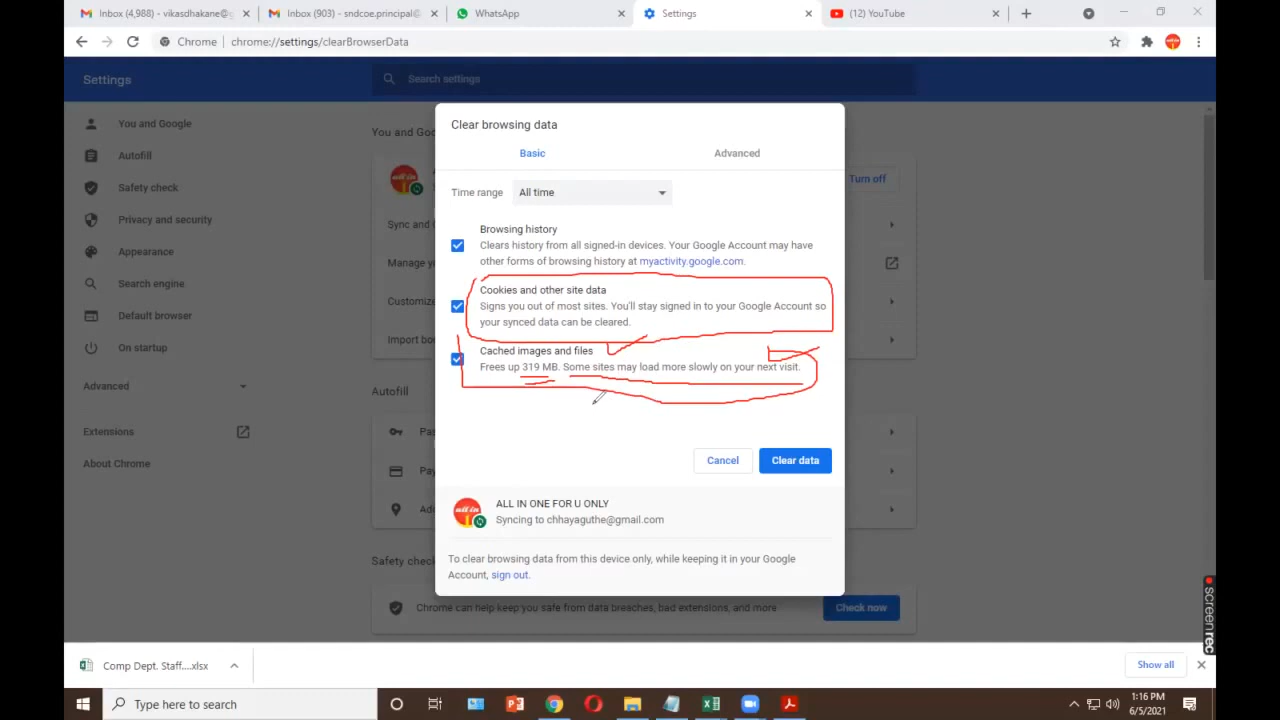 Inbox (4,988) - vikasdhakane@g
Inbox (903) - sndcoe.principal@
WhatsApp
Settings
(12) YouTube
Chrome | chrome://settings/clearBrowserData
Settings
Search settings
You and Google
Autofill
Safety check
Privacy and security
Appearance
Search engine
Default browser
On startup
Advanced
Extensions
About Chrome
You and Goo
Turn off
Sync and G
Manage yo
Customize
Import boo
Autofill
Pas
Pay
Add
Safety check
Chrome can help keep you safe from data breaches, bad extensions, and more
Check now
Clear browsing data
Basic
Advanced
Time range
All time
Browsing history
Clears history from all signed-in devices. Your Google Account may have
other forms of browsing history at myactivity.google.com.
Cookies and other site data
Signs you out of most sites. You'll stay signed in to your Google Account so
your synced data can be cleared.
Cached images and files
Frees up 319 MB. Some sites may load more slowly on your next visit.
Cancel
Clear data
all in
ALL IN ONE FOR U ONLY
Syncing to chhayaguthe@gmail.com
To clear browsing data from this device only, while keeping it in your Google
Account, sign out.
screenrec
Comp Dept. Staff....xlsx
Show all
Type here to search
1:16 PM
6/5/2021